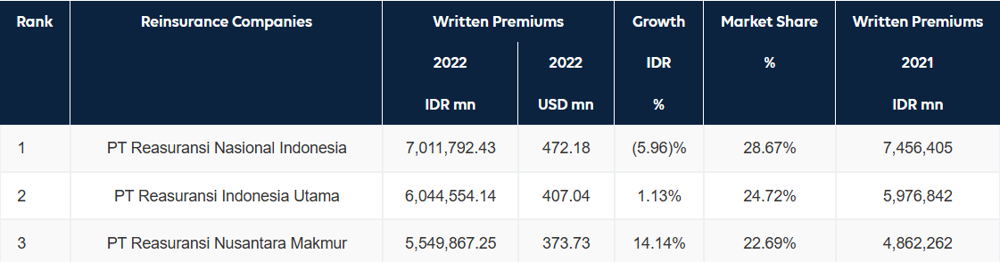 Rank Reinsurance Companies Written Premiums Growth Market Share Written Premiums
2022 2022 IDR % 2021
IDR mn USD mn % IDR mn
1 PT Reasuransi Nasional Indonesia 7,011,792.43 472.18 (5.96)% 28.67% 7,456,405
2 PT Reasuransi Indonesia Utama 6,044,554.14 407.04 1.13% 24.72% 5,976,842
3 PT Reasuransi Nusantara Makmur 5,549,867.25 373.73 14.14% 22.69% 4,862,262